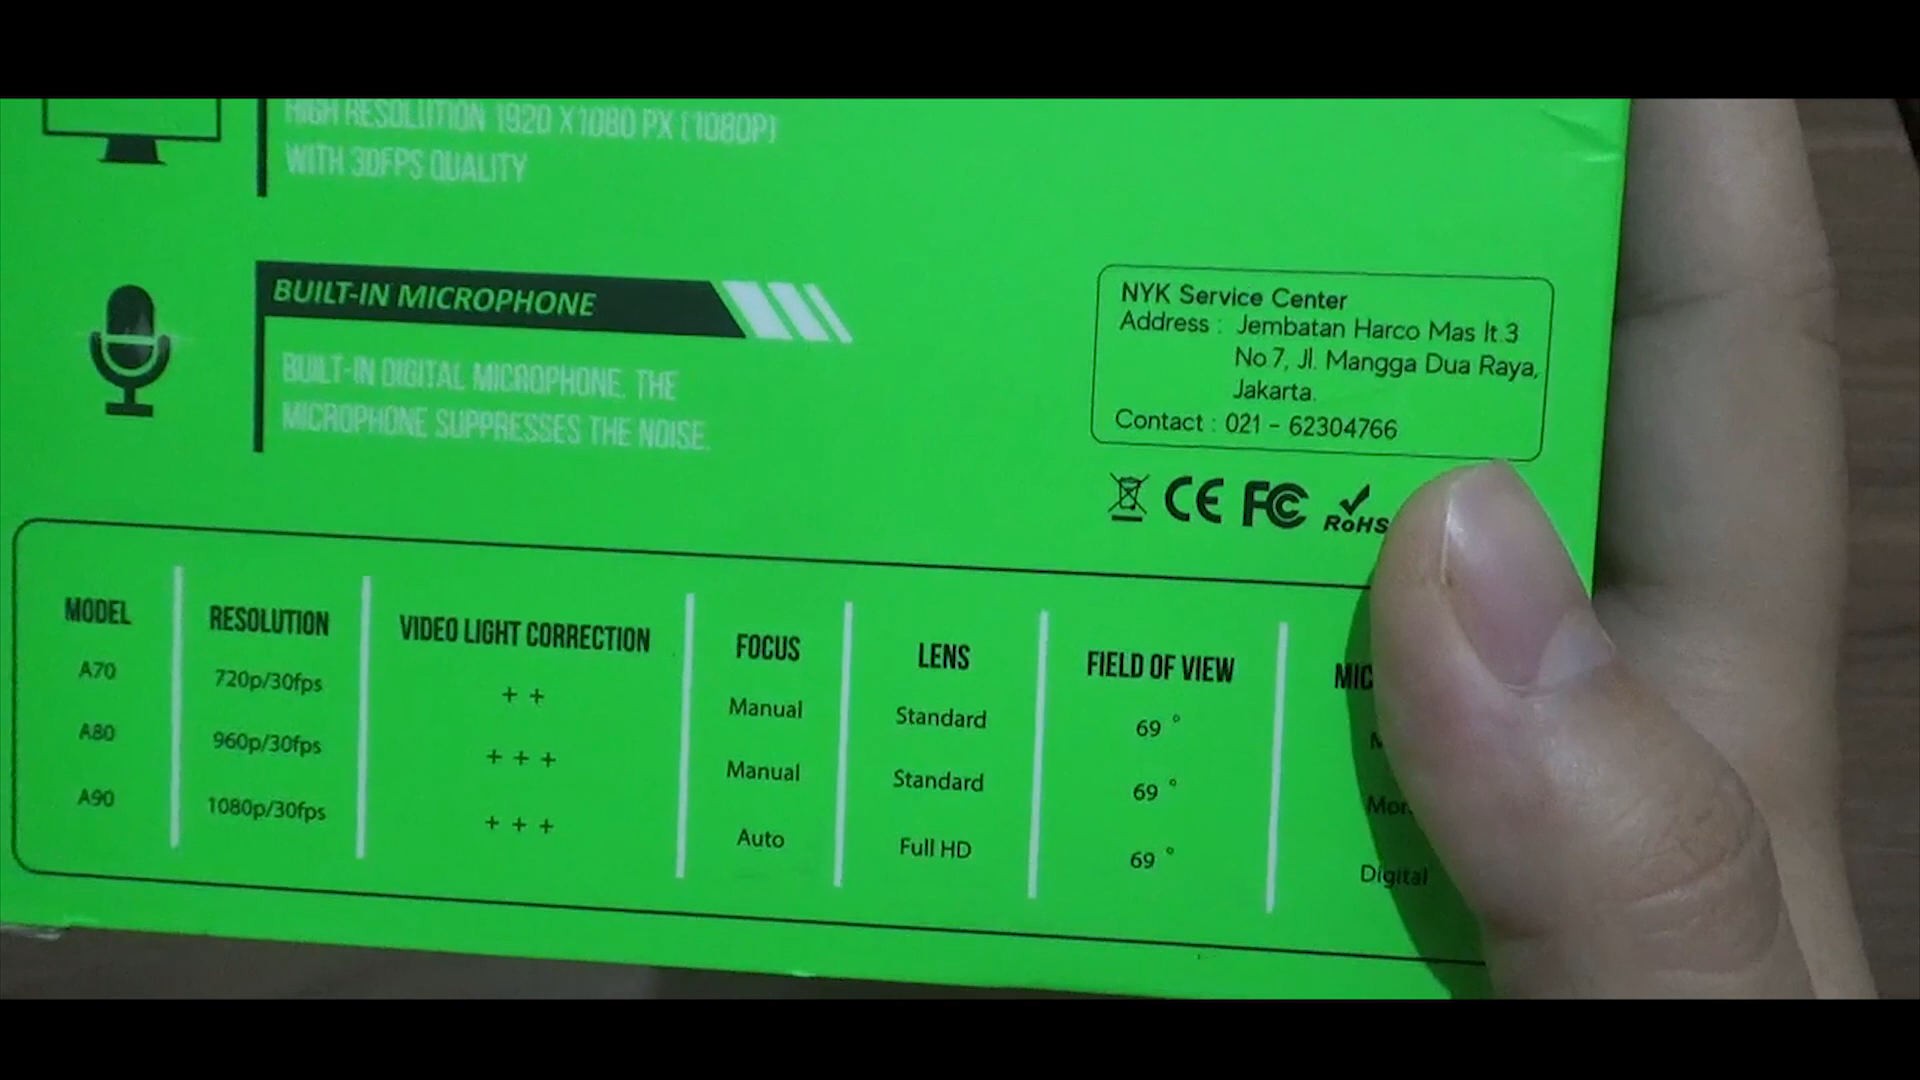 HIGH RESOLUTION 1920 X1080 PX (1080P)
WITH 30FPS QUALITY
BUILT-IN MICROPHONE
BUILT-IN DIGITAL MICROPHONE. THE
MICROPHONE SUPPRESSES THE NOISE.
NYK Service Center
Address : Jembatan Harco Mas lt.3
No.7, Jl. Mangga Dua Raya,
Jakarta.
Contact : 021 - 62304766
CE FC RoHS
MODEL RESOLUTION VIDEO LIGHT CORRECTION FOCUS LENS FIELD OF VIEW
A70 720p/30fps + + Manual Standard 69 °
A80 960p/30fps + + + Manual Standard 69 °
A90 1080p/30fps + + + Auto Full HD 69 ° Digital